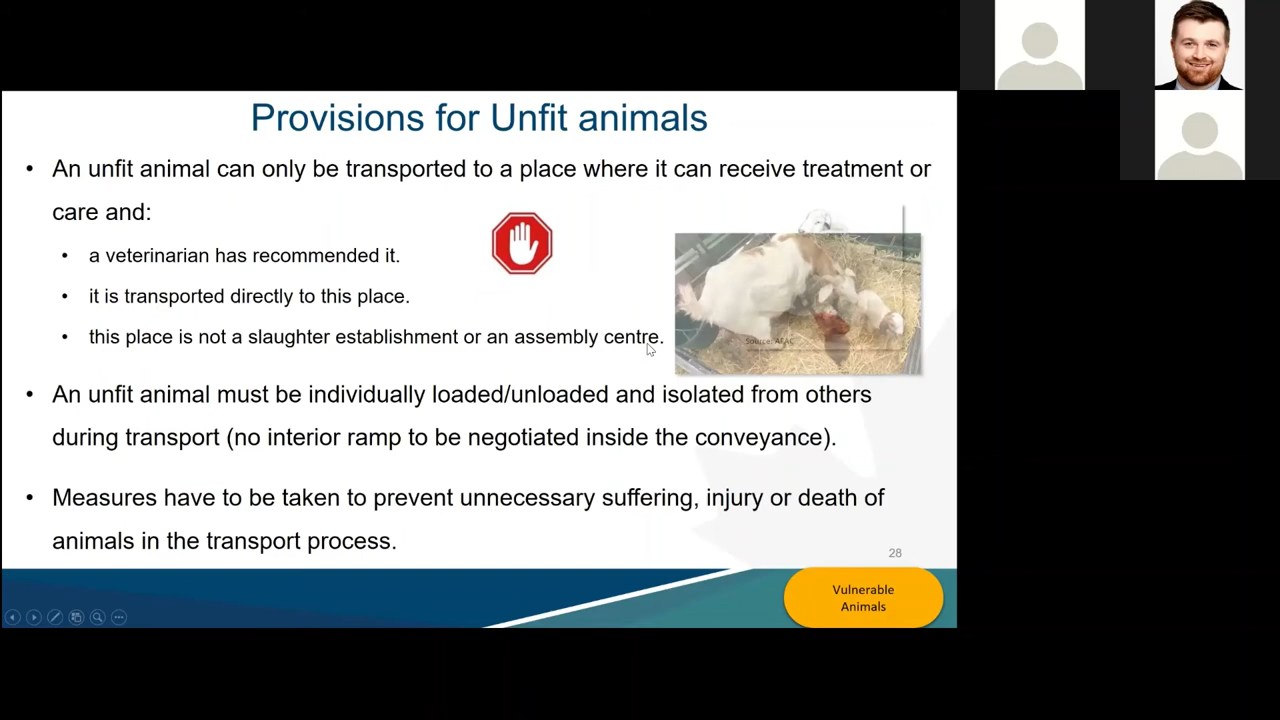 Provisions for Unfit animals
• An unfit animal can only be transported to a place where it can receive treatment or
care and:
• a veterinarian has recommended it.
• it is transported directly to this place.
• this place is not a slaughter establishment or an assembly centre.
Source: AFAC
• An unfit animal must be individually loaded/unloaded and isolated from others
during transport (no interior ramp to be negotiated inside the conveyance).
• Measures have to be taken to prevent unnecessary suffering, injury or death of
animals in the transport process.
28
Vulnerable
Animals